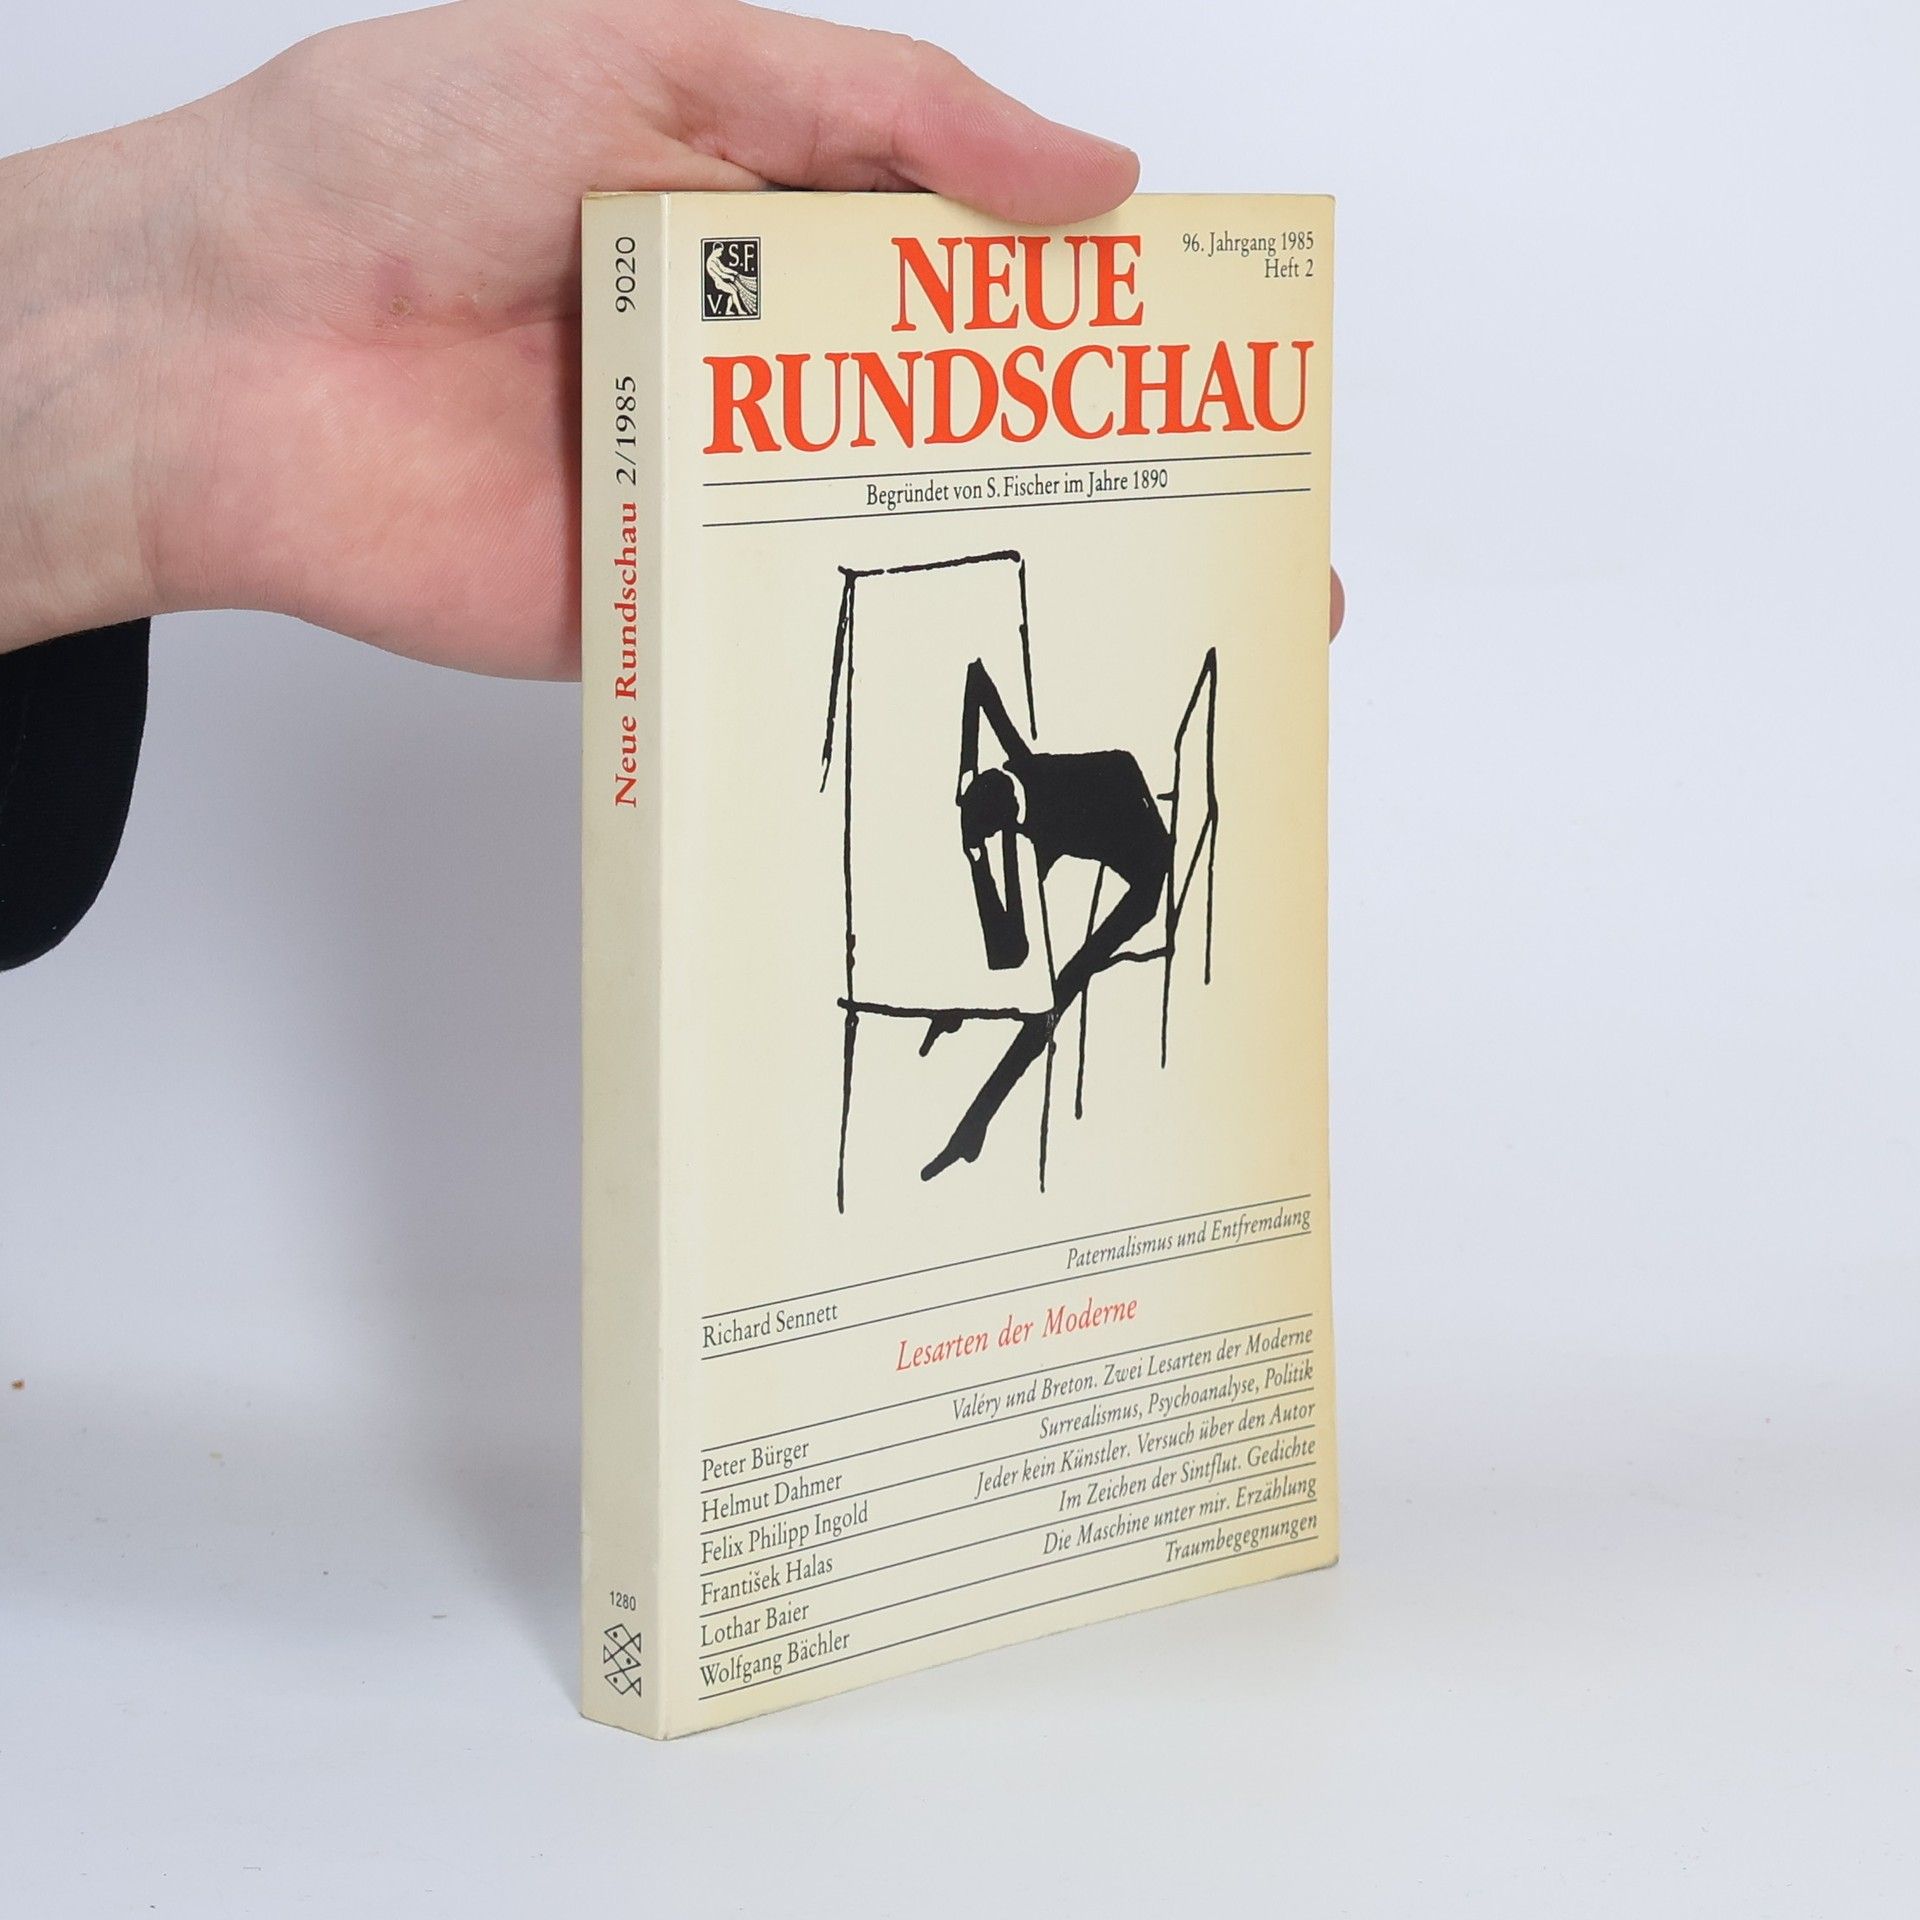 Neue Rundschau 2/1985 9020
1280
S.F.
V.
NEUE
RUNDSCHAU
96. Jahrgang 1985
Heft 2
Begründet von S. Fischer im Jahre 1890
Richard Sennett Paternalismus und Entfremdung
Lesarten der Moderne
Peter Bürger Valéry und Breton. Zwei Lesarten der Moderne
Helmut Dahmer Surrealismus, Psychoanalyse, Politik
Felix Philipp Ingold Jeder kein Künstler. Versuch über den Autor
František Halas Im Zeichen der Sintflut. Gedichte
Lothar Baier Die Maschine unter mir. Erzählung
Wolfgang Bächler Traumbegegnungen